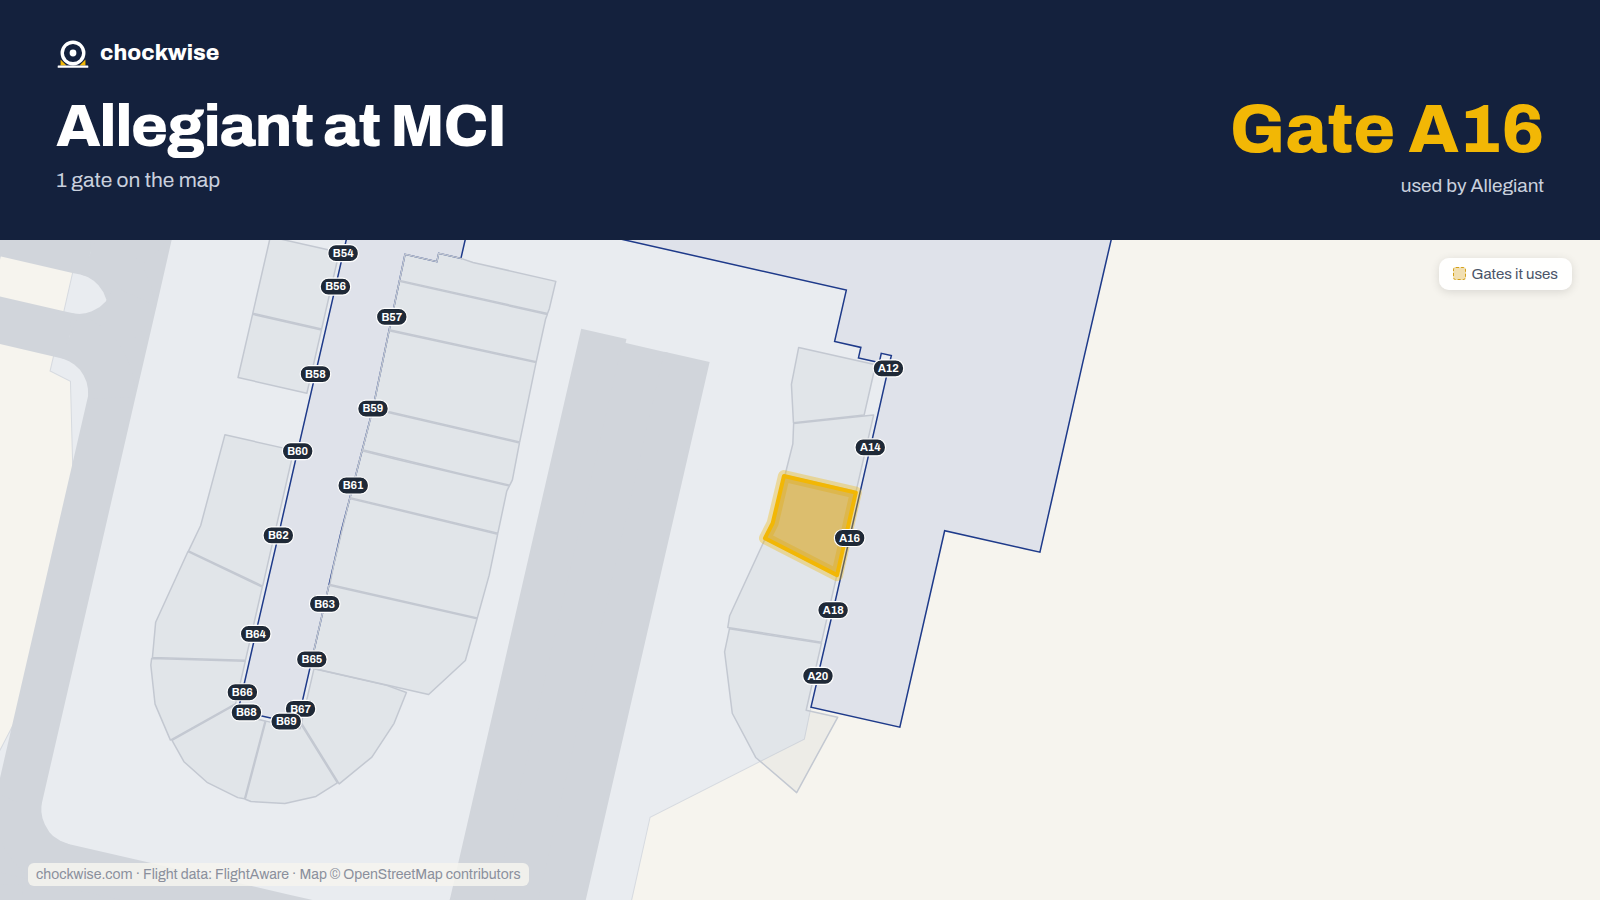 chockwise
Allegiant at MCI
1 gate on the map
Gate A16
used by Allegiant
Gates it uses
B54
B56
B57
B58
B59
B60
B61
B62
B63
B64
B65
B66
B67
B68
B69
A12
A14
A16
A18
A20
chockwise.com · Flight data: FlightAware · Map © OpenStreetMap contributors